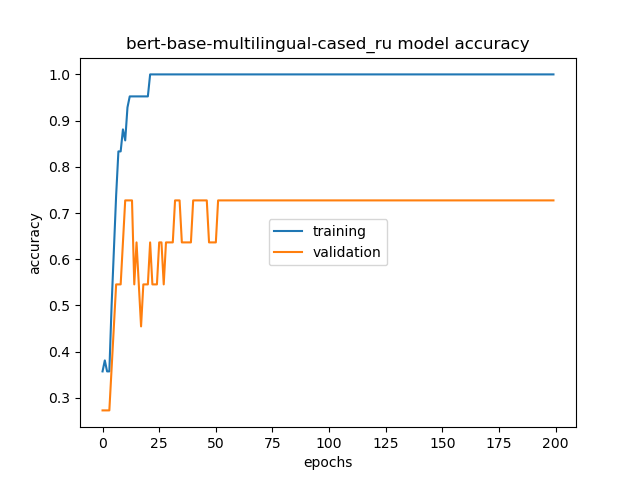 bert-base-multilingual-cased_ru model accuracy
1.0
0.9
0.8
0.7
0.6
0.5
0.4
0.3
accuracy
training
validation
0 25 50 75 100 125 150 175 200
epochs